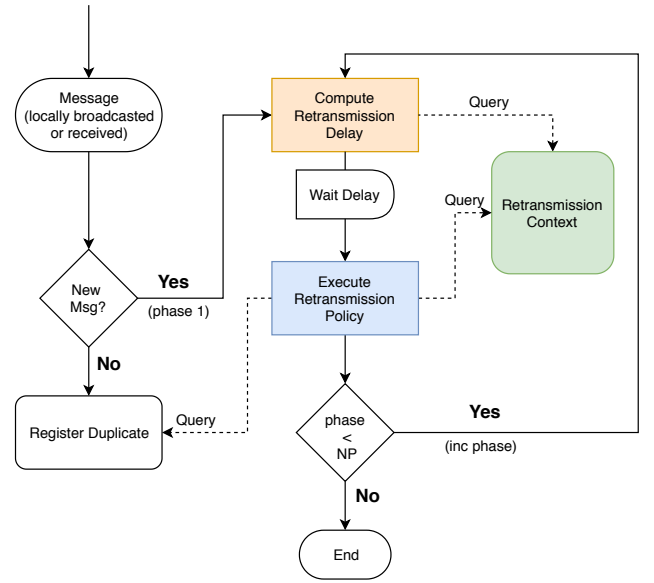 Message
(locally broadcasted
or received)
Compute
Retransmission
Delay
Query
Wait Delay
Query
Retransmission
Context
New
Msg?
Yes
(phase 1)
Execute
Retransmission
Policy
No
Register Duplicate
Query
phase
<
NP
Yes
(inc phase)
No
End